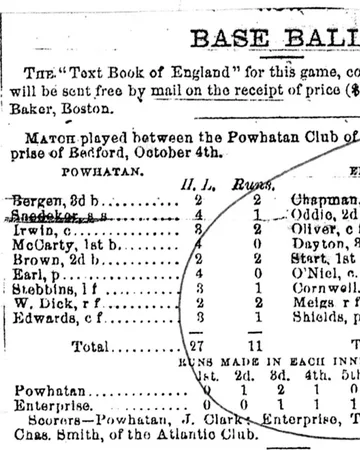 BASE BALL
THE "Text Book of England" for this game, co
will be sent free by mail on the receipt of price ($
Baker, Boston.
MATCH played between the Powhatan Club of
prise of Bedford, October 4th.
POWHATAN.
H. L. Runs.
Bergen, 3d b.......... 2 2 Chapman,
Snedekor, s s.......... 4 1 Oddie, 2d
Irwin, c.......... 3 2 Oliver, c f
McCarty, 1st b.......... 4 0 Dayton, 3
Brown, 2d b.......... 2 2 Start, 1st
Earl, p.......... 4 0 O'Niel, c.
Stebbins, l f.......... 3 1 Cornwell
W. Dick, r f.......... 2 2 Meigs r f
Edwards, c f.......... 3 1 Shields, p
Total.......... 27 11 T
RUNS MADE IN EACH INN
1st. 2d. 3d. 4th. 5th
Powhatan.......... 0 1 2 1 0
Enterprise.......... 0 0 1 1 1
Scorers—Powhatan, J. Clark; Enterprise, T
Chas. Smith, of the Atlantic Club.